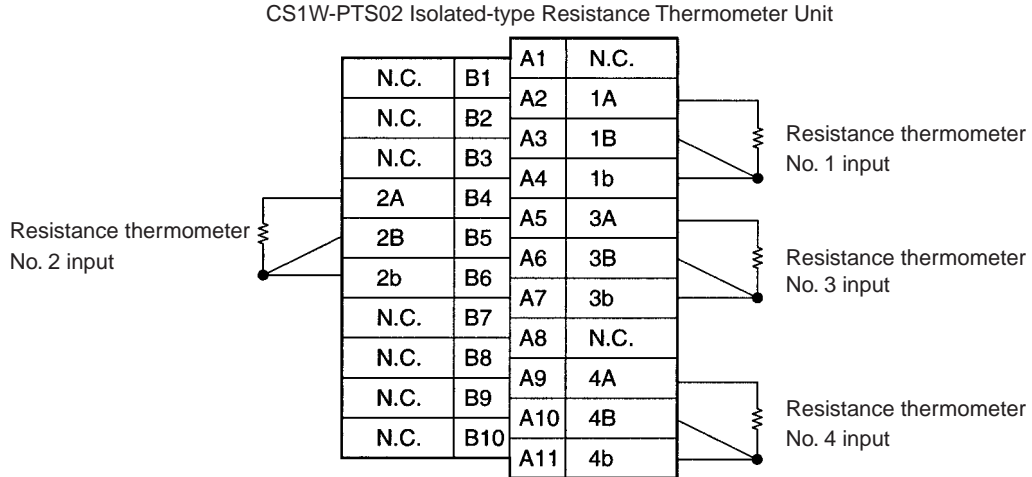 CS1W-PTS02 Isolated-type Resistance Thermometer Unit
A1 N.C.
N.C. B1
A2 1A
N.C. B2
A3 1B
N.C. B3
A4 1b
2A B4
A5 3A
2B B5
A6 3B
2b B6
A7 3b
N.C. B7
A8 N.C.
N.C. B8
A9 4A
N.C. B9
A10 4B
N.C. B10
A11 4b
Resistance thermometer
No. 1 input
Resistance thermometer
No. 2 input
Resistance thermometer
No. 3 input
Resistance thermometer
No. 4 input